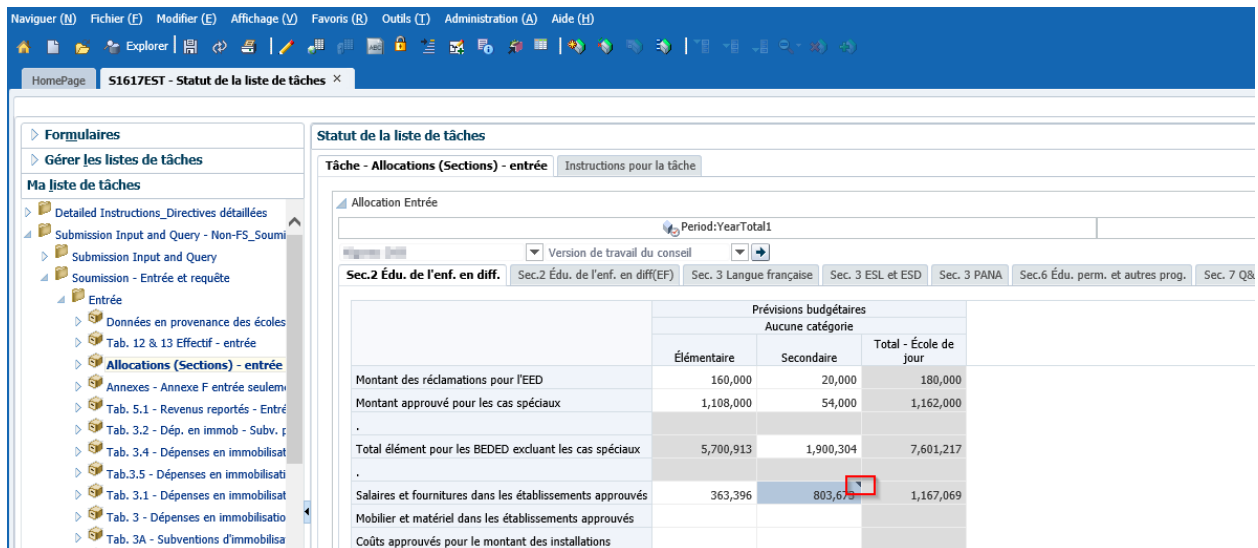 Naviguer (N) Fichier (F) Modifier (E) Affichage (V) Favoris (R) Outils (T) Administration (A) Aide (H)
Explorer
HomePage S1617EST - Statut de la liste de tâches ×
Formulaires
Gérer les listes de tâches
Ma liste de tâches
Detailed Instructions_Directives détaillées
Submission Input and Query - Non-FS_Soumi
Submission Input and Query
Soumission - Entrée et requête
Entrée
Données en provenance des écoles
Tab. 12 & 13 Effectif - entrée
Allocations (Sections) - entrée
Annexes - Annexe F entrée seuleme
Tab. 5.1 - Revenus reportés - Entré
Tab. 3.2 - Dép. en immob - Subv. p
Tab. 3.4 - Dépenses en immobilisat
Tab.3.5 - Dépenses en immobilisati
Tab. 3.1 - Dépenses en immobilisat
Tab. 3 - Dépenses en immobilisatio
Tab. 3A - Subventions d'immobilisa
Statut de la liste de tâches
Tâche - Allocations (Sections) - entrée Instructions pour la tâche
Allocation Entrée
Period:YearTotal1
Version de travail du conseil
Sec.2 Édu. de l'enf. en diff. Sec.2 Édu. de l'enf. en diff(EF) Sec. 3 Langue française Sec. 3 ESL et ESD Sec. 3 PANA Sec.6 Édu. perm. et autres prog. Sec. 7 Q&
Prévisions budgétaires
Aucune catégorie
Élémentaire Secondaire Total - École de jour
Montant des réclamations pour l'EED 160,000 20,000 180,000
Montant approuvé pour les cas spéciaux 1,108,000 54,000 1,162,000
.
Total élément pour les BEDED excluant les cas spéciaux 5,700,913 1,900,304 7,601,217
.
Salaires et fournitures dans les établissements approuvés 363,396 803,673 1,167,069
Mobilier et matériel dans les établissements approuvés
Coûts approuvés pour le montant des installations